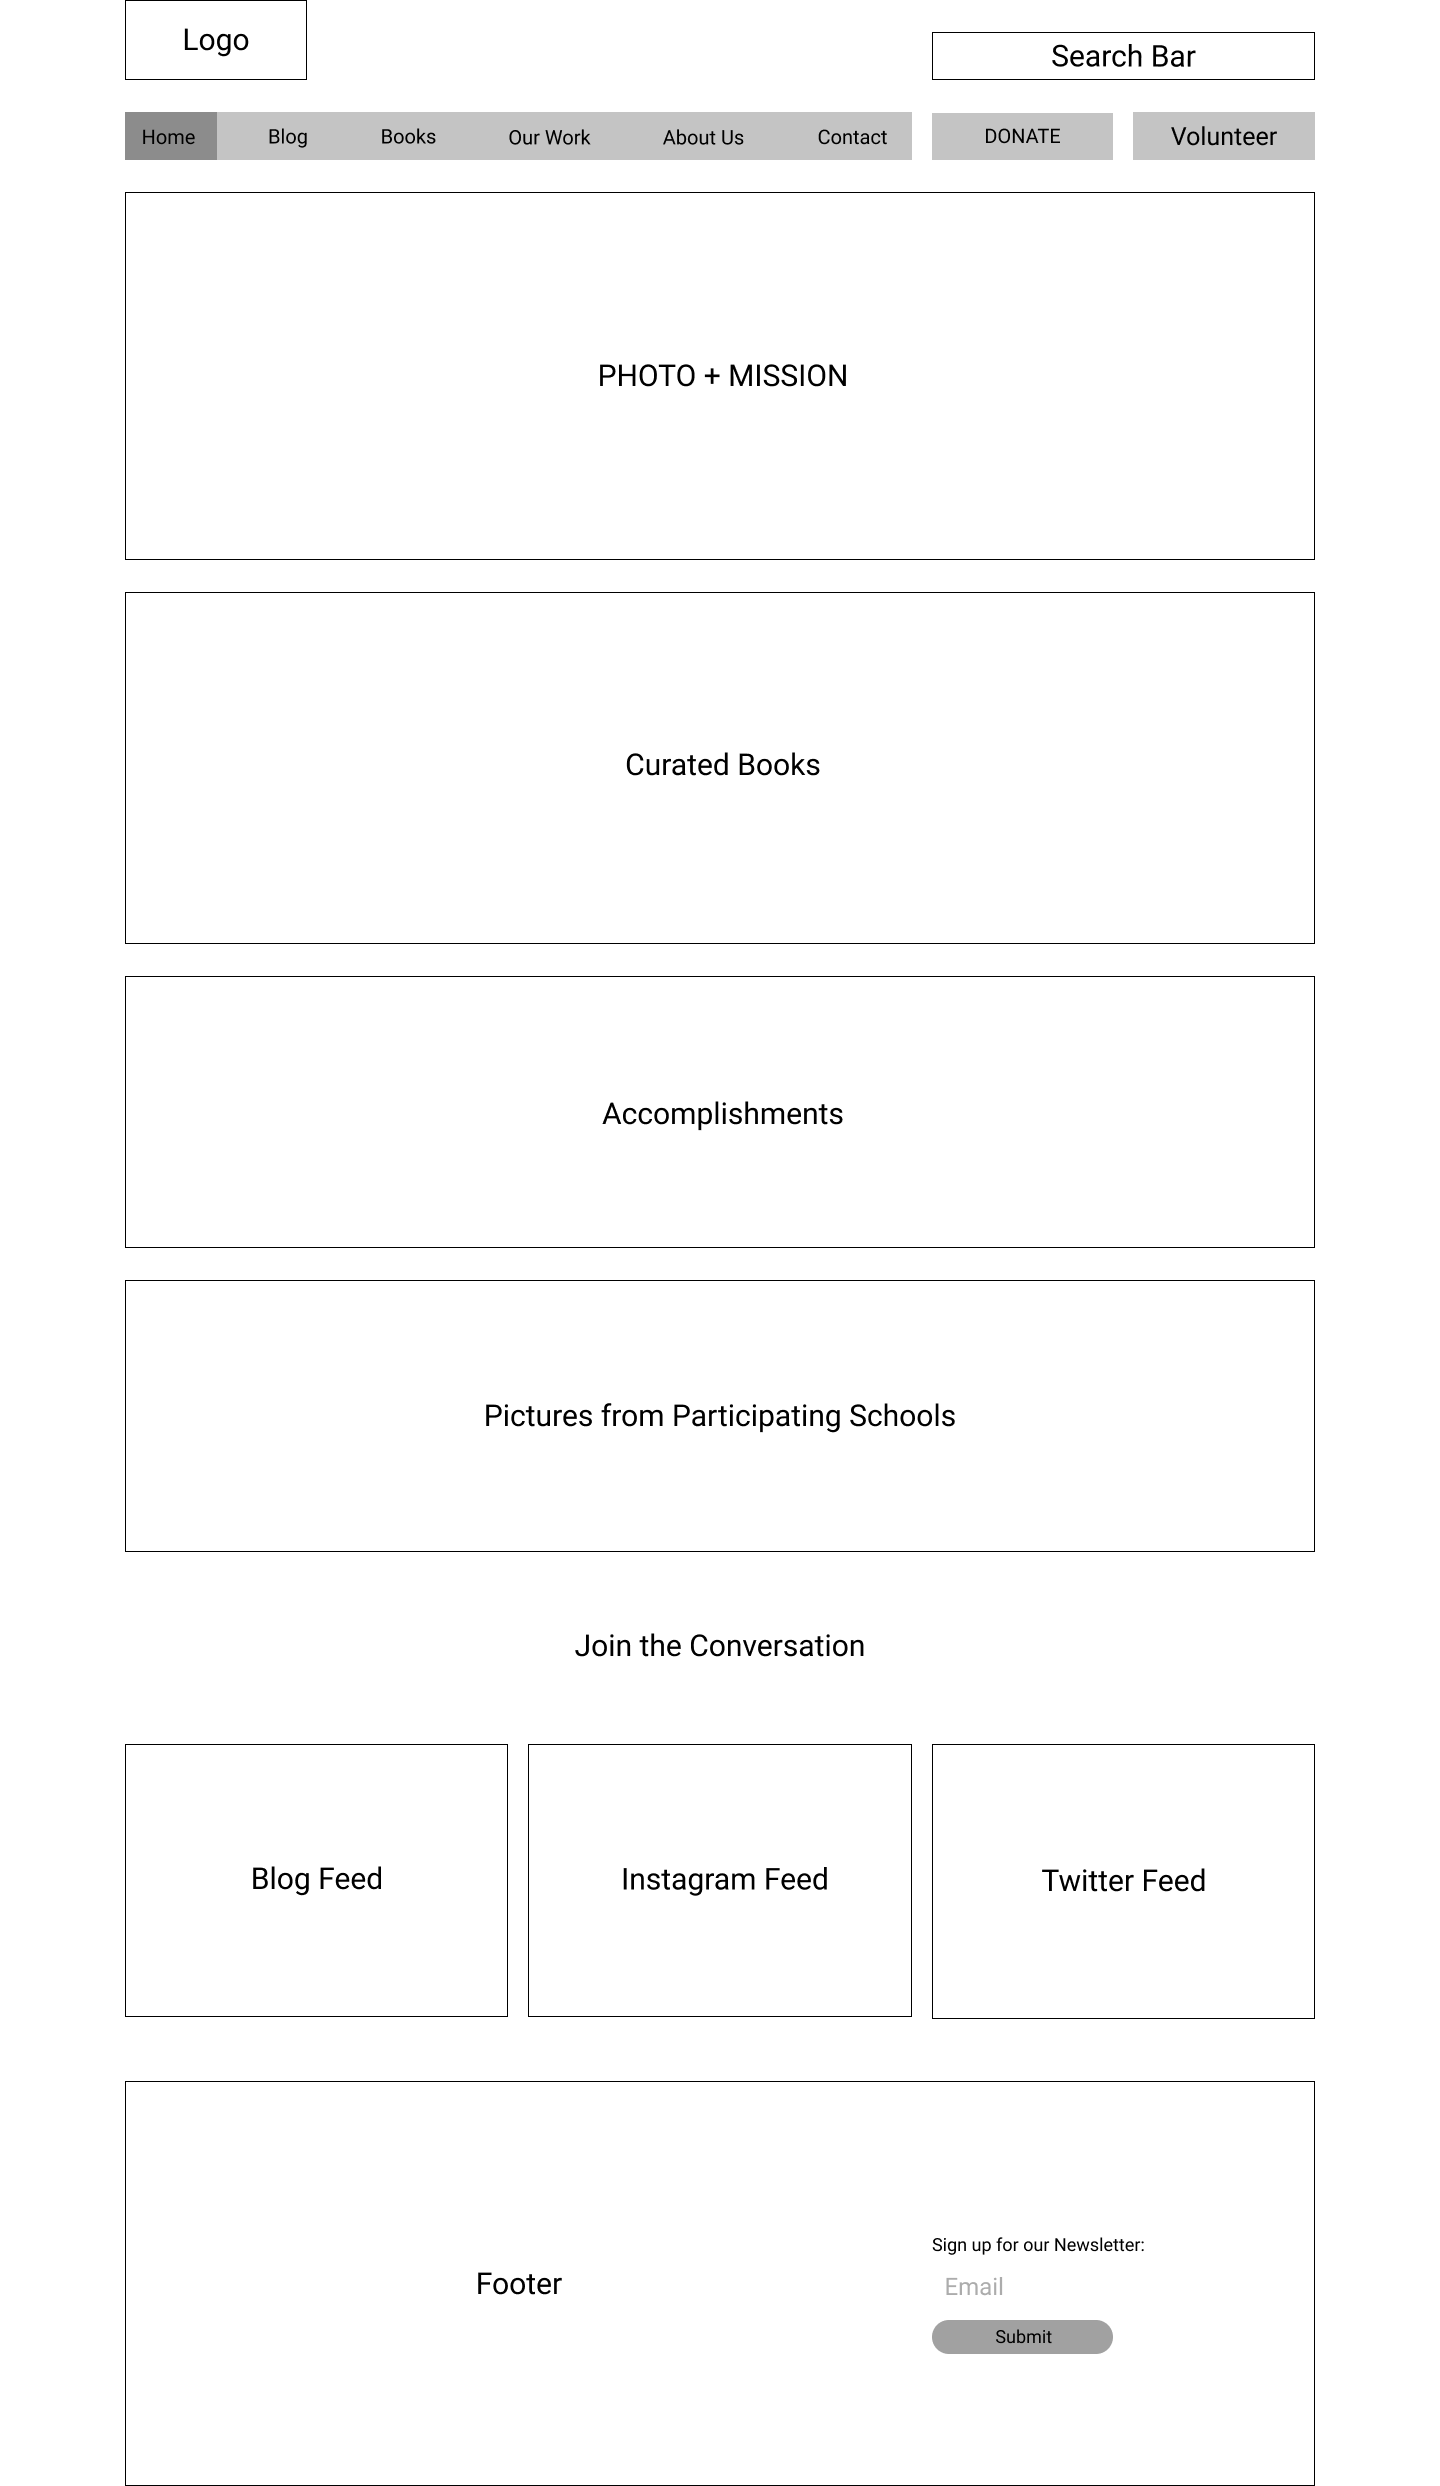 Logo
Search Bar
Home
Blog
Books
Our Work
About Us
Contact
DONATE
Volunteer
PHOTO + MISSION
Curated Books
Accomplishments
Pictures from Participating Schools
Join the Conversation
Blog Feed
Instagram Feed
Twitter Feed
Footer
Sign up for our Newsletter:
Email
Submit